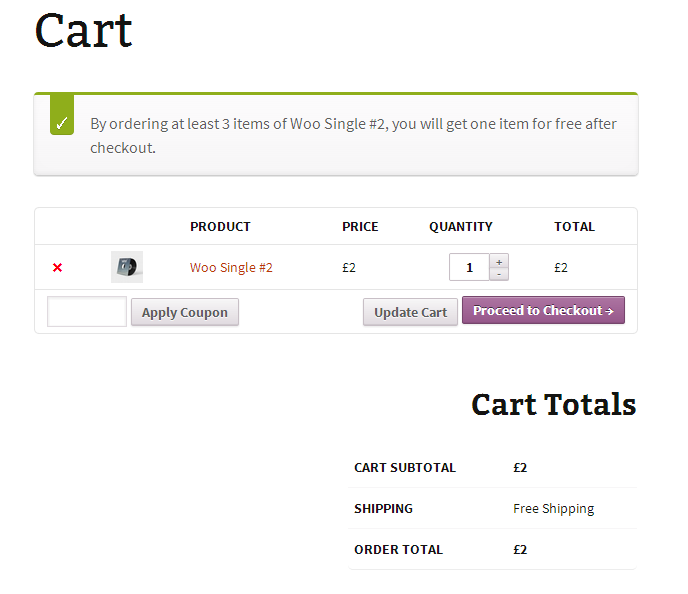 Cart
By ordering at least 3 items of Woo Single #2, you will get one item for free after
checkout.
PRODUCT PRICE QUANTITY TOTAL
Woo Single #2 £2 1 £2
Apply Coupon Update Cart Proceed to Checkout →
Cart Totals
CART SUBTOTAL £2
SHIPPING Free Shipping
ORDER TOTAL £2